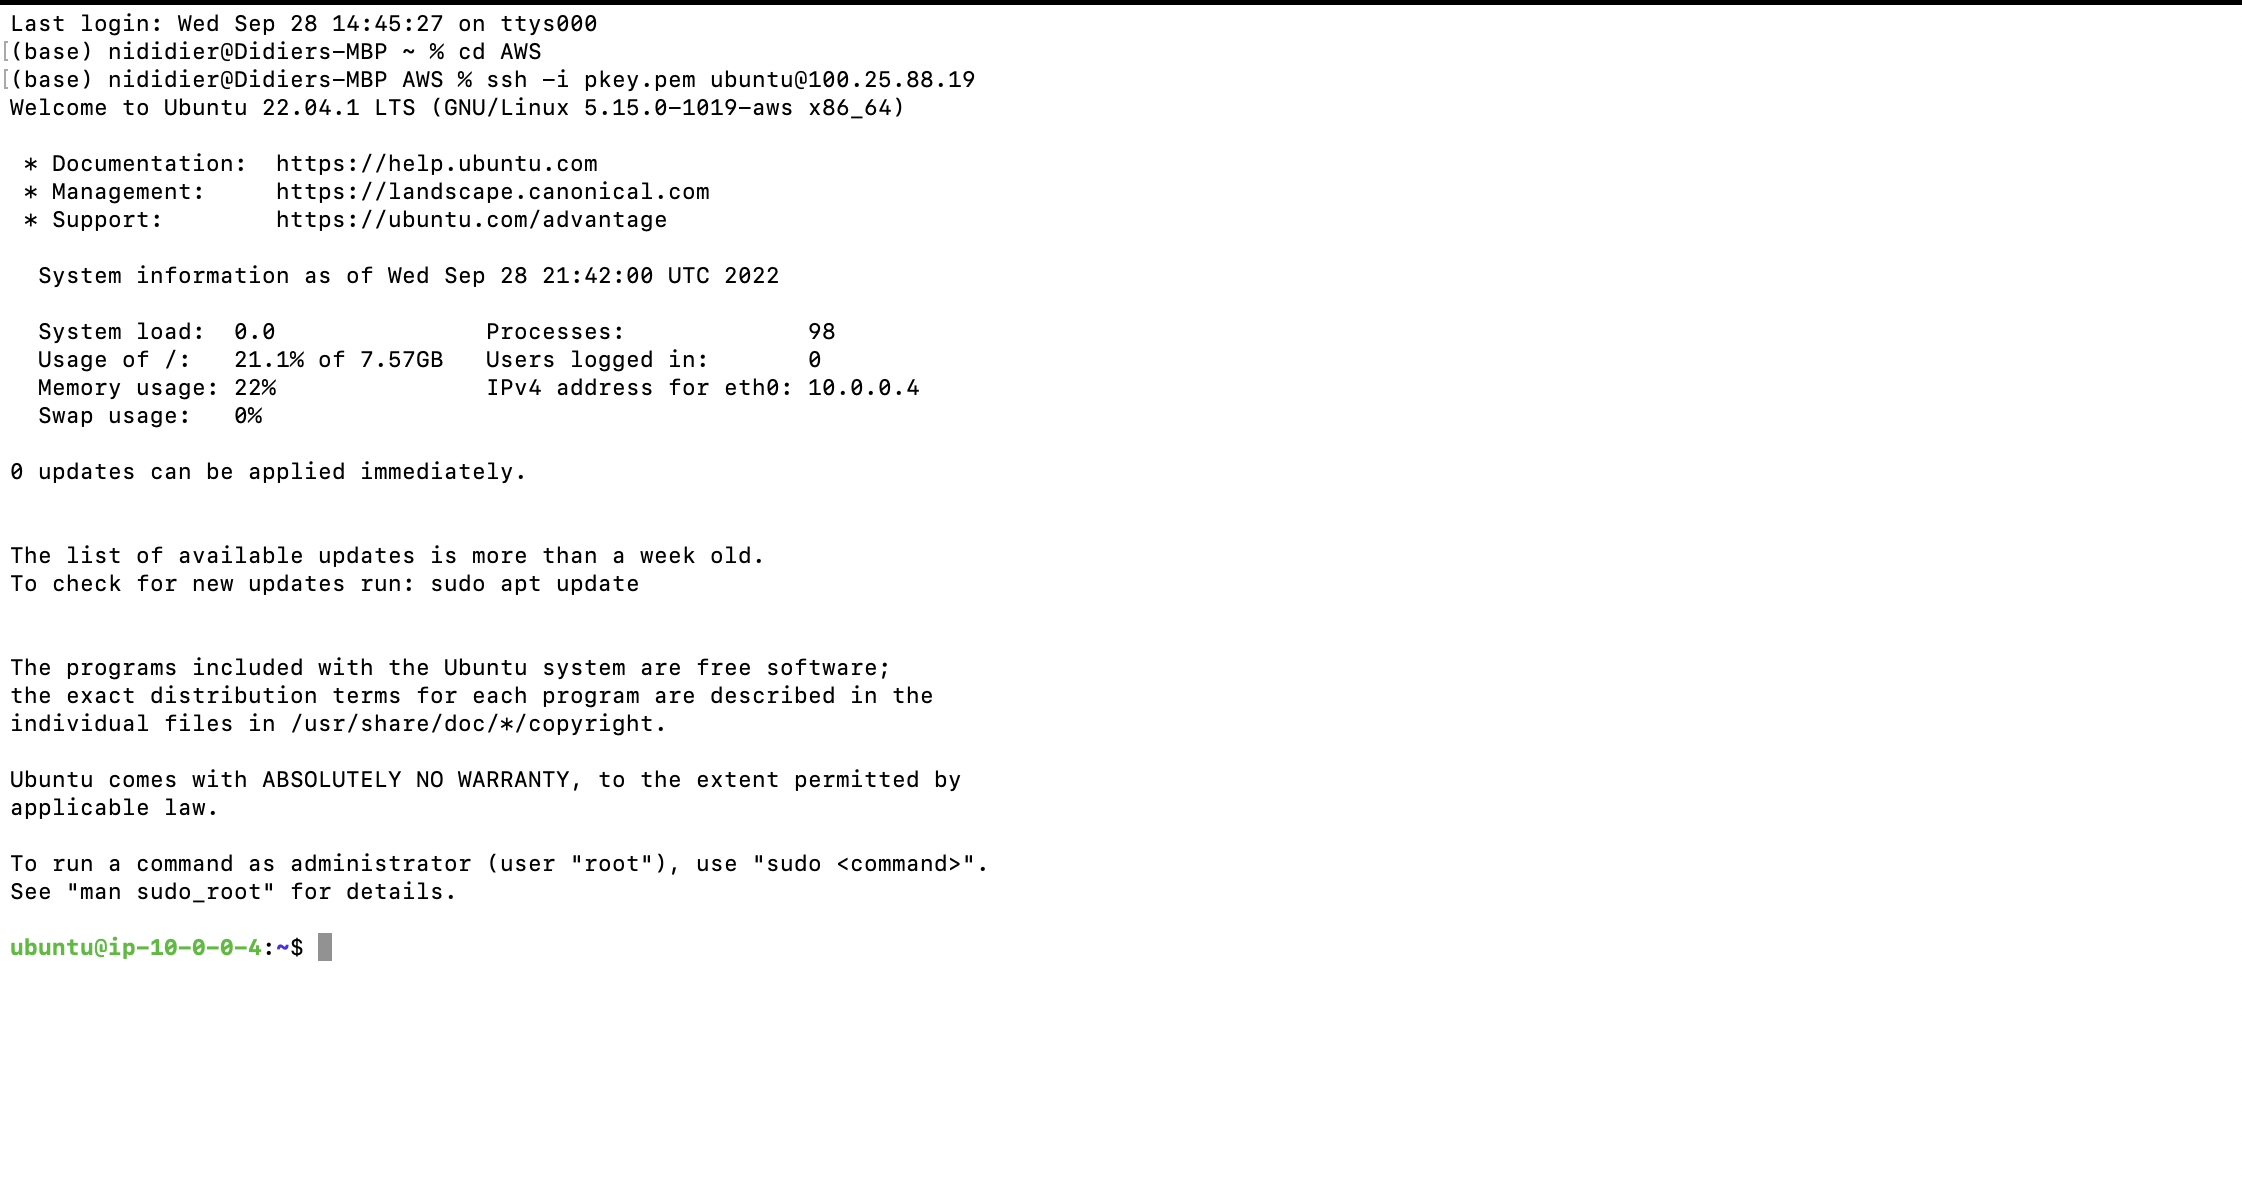 Last login: Wed Sep 28 14:45:27 on ttys000
[(base) nididier@Didiers-MBP ~ % cd AWS
[(base) nididier@Didiers-MBP AWS % ssh -i pkey.pem ubuntu@100.25.88.19
Welcome to Ubuntu 22.04.1 LTS (GNU/Linux 5.15.0-1019-aws x86_64)

 * Documentation:  https://help.ubuntu.com
 * Management:     https://landscape.canonical.com
 * Support:        https://ubuntu.com/advantage

  System information as of Wed Sep 28 21:42:00 UTC 2022

  System load:  0.0               Processes:             98
  Usage of /:   21.1% of 7.57GB   Users logged in:       0
  Memory usage: 22%               IPv4 address for eth0: 10.0.0.4
  Swap usage:   0%

0 updates can be applied immediately.


The list of available updates is more than a week old.
To check for new updates run: sudo apt update


The programs included with the Ubuntu system are free software;
the exact distribution terms for each program are described in the
individual files in /usr/share/doc/*/copyright.

Ubuntu comes with ABSOLUTELY NO WARRANTY, to the extent permitted by
applicable law.

To run a command as administrator (user "root"), use "sudo <command>".
See "man sudo_root" for details.

ubuntu@ip-10-0-0-4:~$